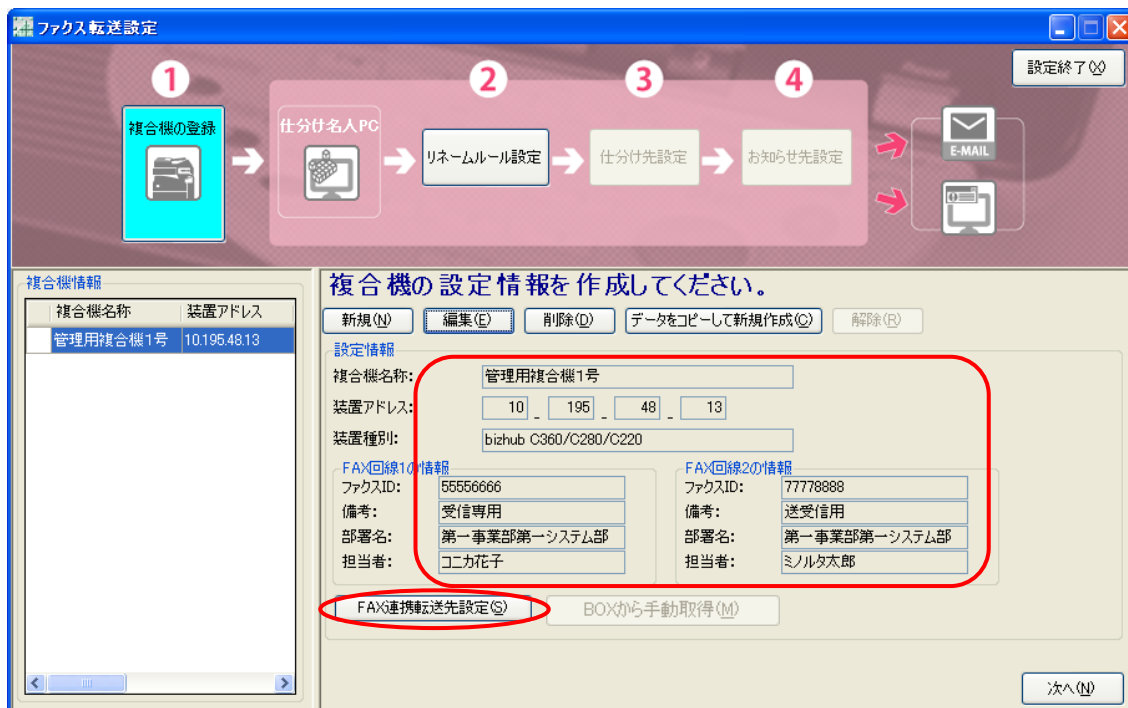 ファクス転送設定
設定終了(X)
1 2 3 4
複合機の登録
仕分け名人PC
リネームルール設定
仕分け先設定
お知らせ先設定
E-MAIL
複合機情報
複合機名称 装置アドレス
管理用複合機1号 10.195.48.13
複合機の設定情報を作成してください。
新規(N) 編集(E) 削除(D) データをコピーして新規作成(C) 解除(R)
設定情報
複合機名称: 管理用複合機1号
装置アドレス: 10 . 195 . 48 . 13
装置種別: bizhub C360/C280/C220
FAX回線1の情報
ファクスID: 55556666
備考: 受信専用
部署名: 第一事業部第一システム部
担当者: コニカ花子
FAX回線2の情報
ファクスID: 77778888
備考: 送受信用
部署名: 第一事業部第一システム部
担当者: ミノルタ太郎
FAX連携転送先設定(S) BOXから手動取得(M)
次へ(N)